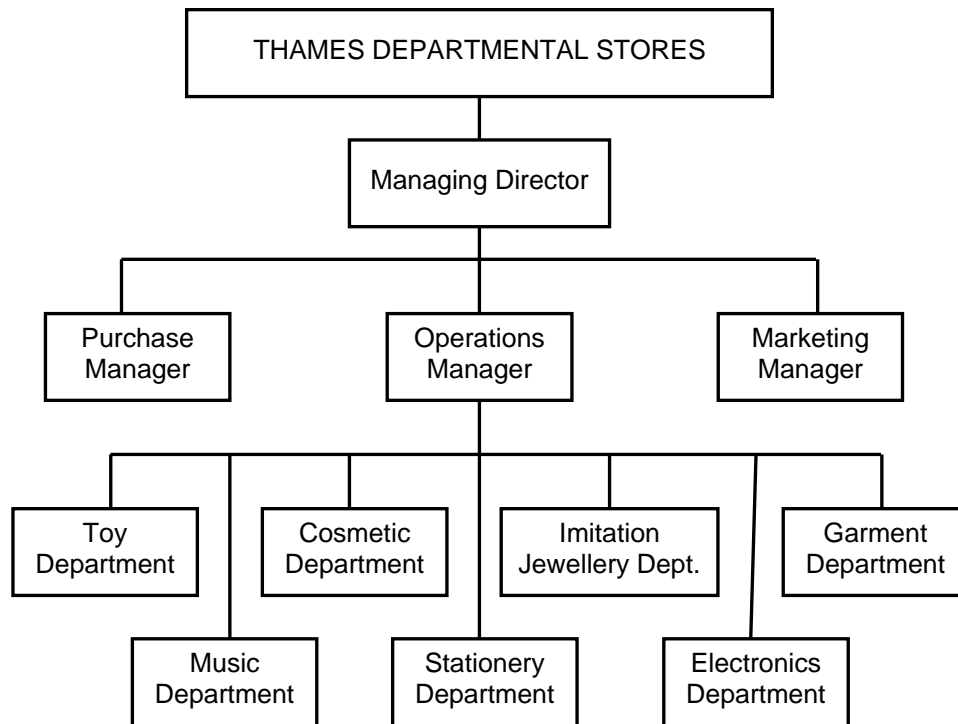 THAMES DEPARTMENTAL STORES
Managing Director
Purchase
Manager
Operations
Manager
Marketing
Manager
Toy
Department
Cosmetic
Department
Imitation
Jewellery Dept.
Garment
Department
Music
Department
Stationery
Department
Electronics
Department